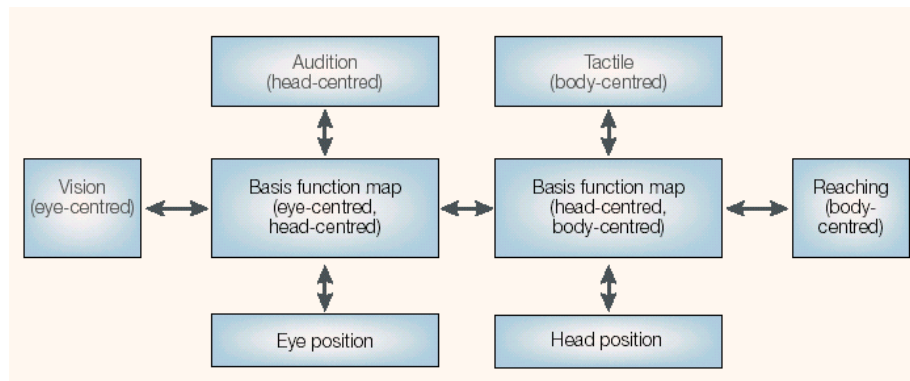 Audition
(head-centred)
Tactile
(body-centred)
Vision
(eye-centred)
Basis function map
(eye-centred,
head-centred)
Basis function map
(head-centred,
body-centred)
Reaching
(body-
centred)
Eye position
Head position